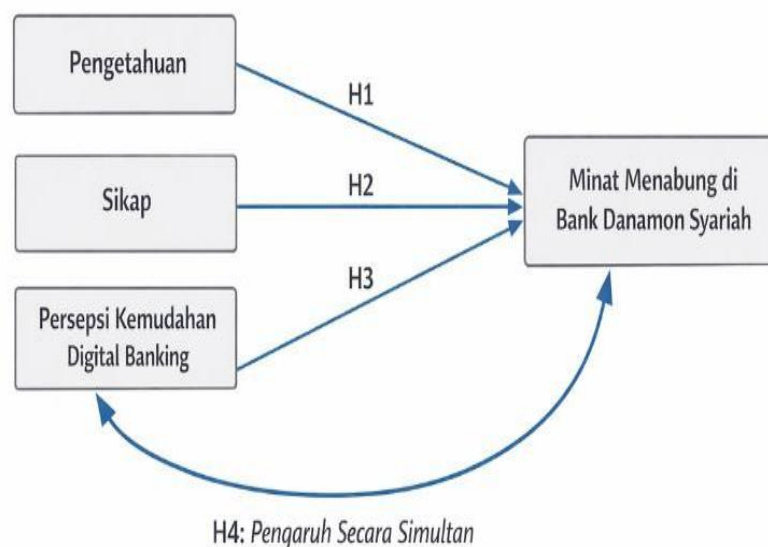 Pengetahuan
H1
Sikap
H2
Minat Menabung di
Bank Danamon Syariah
H3
Persepsi Kemudahan
Digital Banking
H4: Pengaruh Secara Simultan